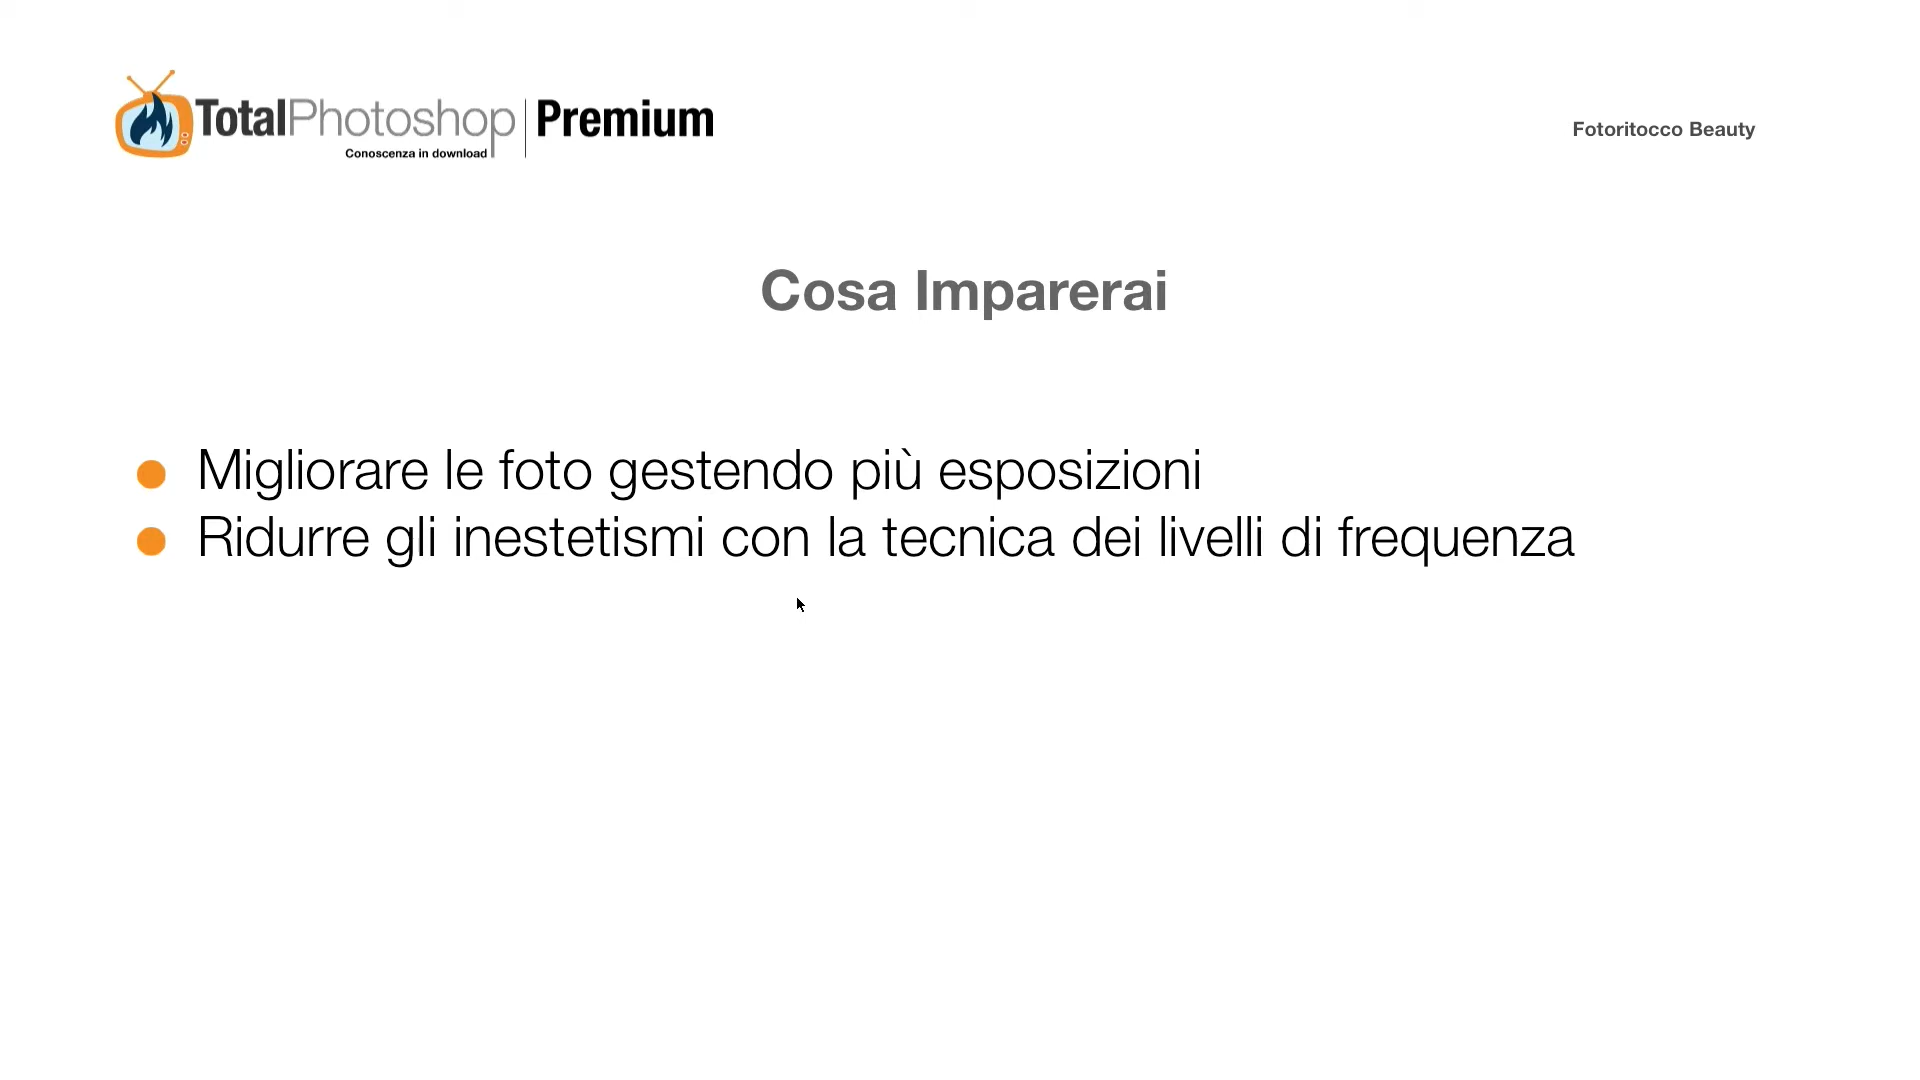 TotalPhotoshop | Premium
Conoscenza in download
Fotoritocco Beauty
Cosa Imparerai
Migliorare le foto gestendo più esposizioni
Ridurre gli inestetismi con la tecnica dei livelli di frequenza